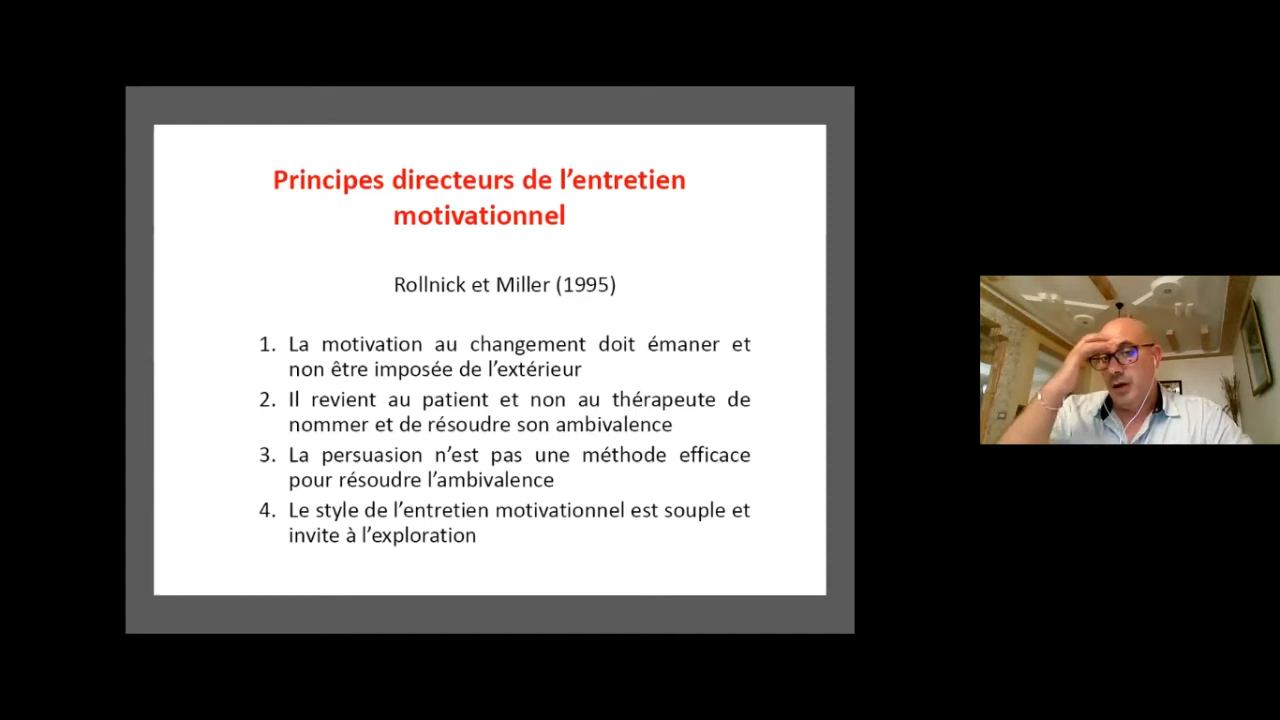 Principes directeurs de l’entretien
motivationnel
Rollnick et Miller (1995)
1. La motivation au changement doit émaner et
non être imposée de l’extérieur
2. Il revient au patient et non au thérapeute de
nommer et de résoudre son ambivalence
3. La persuasion n’est pas une méthode efficace
pour résoudre l’ambivalence
4. Le style de l’entretien motivationnel est souple et
invite à l’exploration